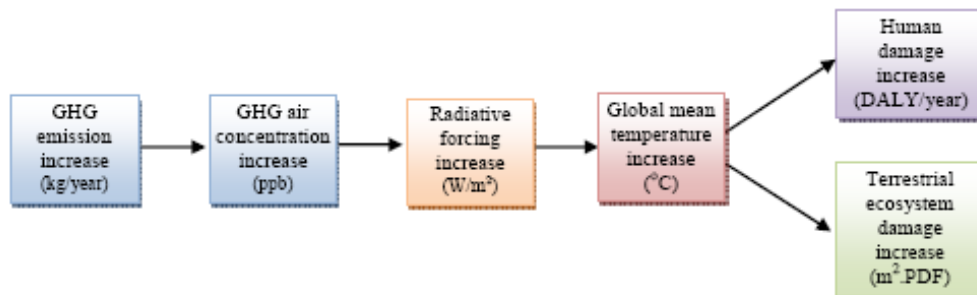 GHG
emission
increase
(kg/year)
GHG air
concentration
increase
(ppb)
Radiative
forcing
increase
(W/m²)
Global mean
temperature
increase
(°C)
Human
damage
increase
(DALY/year)
Terrestrial
ecosystem
damage
increase
(m².PDF)